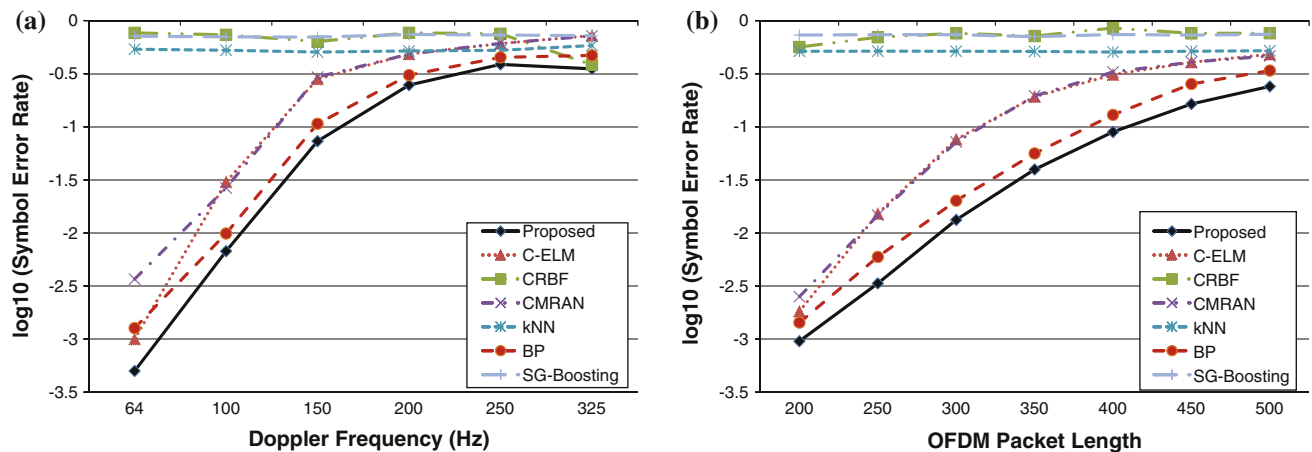 (a)
0
-0.5
-1
-1.5
-2
-2.5
-3
-3.5
log10 (Symbol Error Rate)
64 100 150 200 250 325
Doppler Frequency (Hz)
Proposed
C-ELM
CRBF
CMRAN
kNN
BP
SG-Boosting
(b)
0
-0.5
-1
-1.5
-2
-2.5
-3
-3.5
log10 (Symbol Error Rate)
200 250 300 350 400 450 500
OFDM Packet Length
Proposed
C-ELM
CRBF
CMRAN
kNN
BP
SG-Boosting